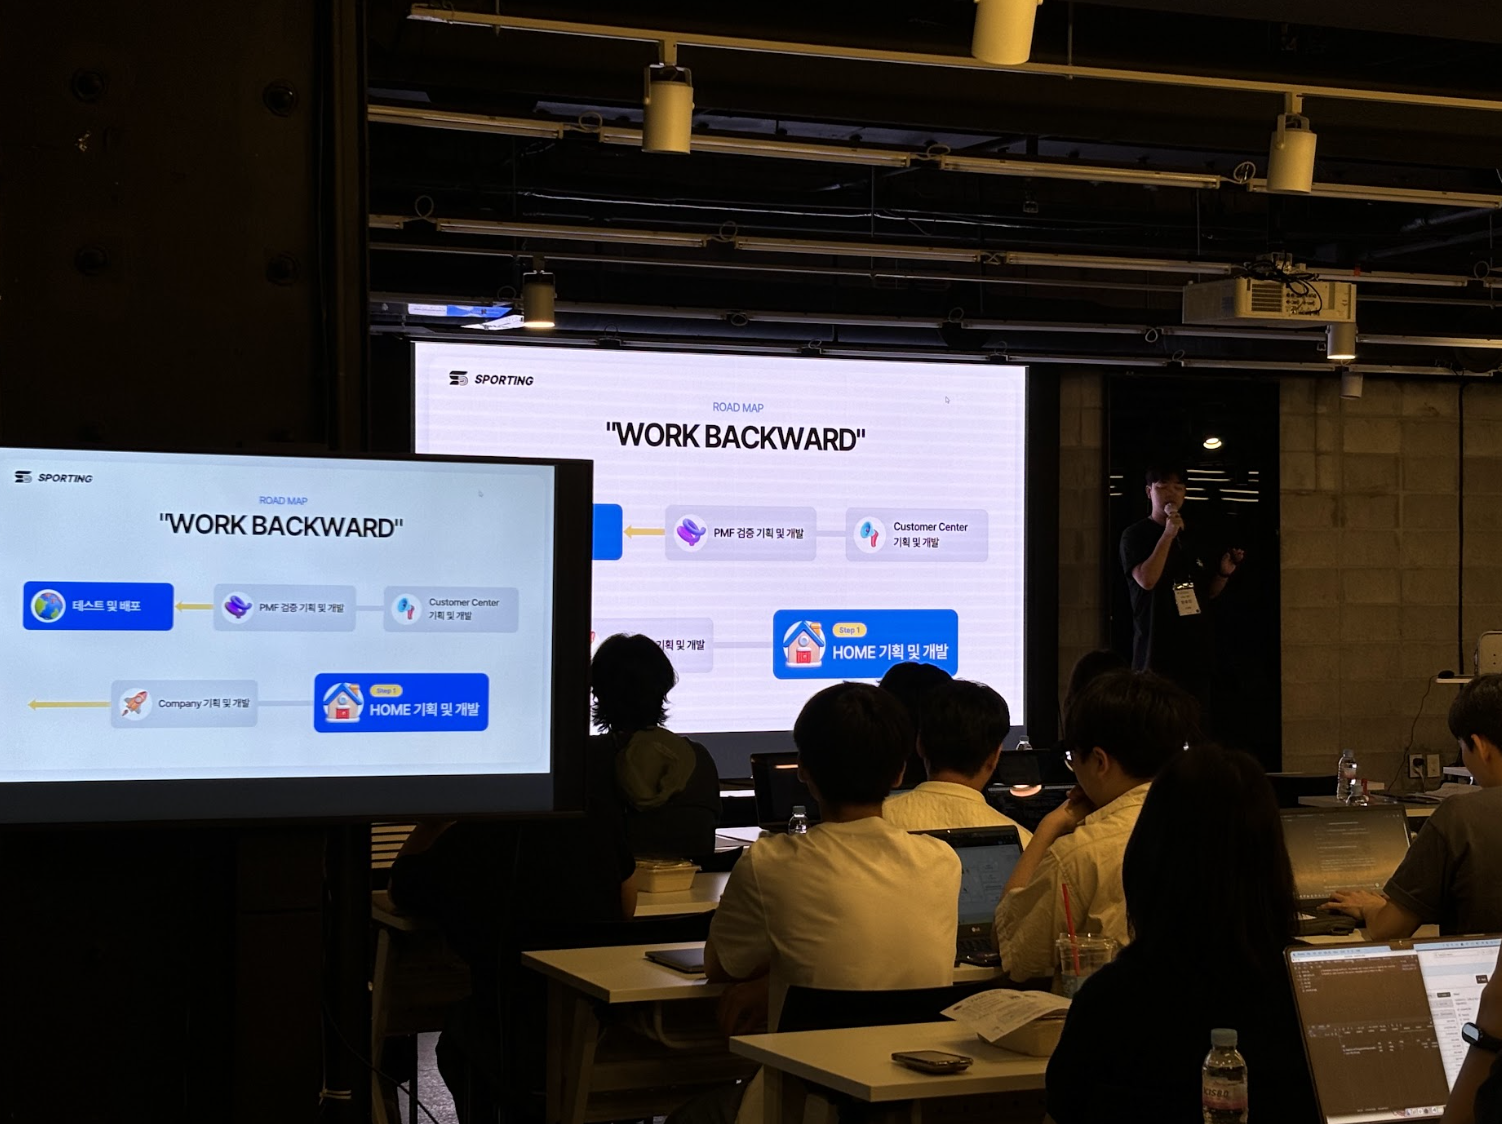 SPORTING
ROAD MAP
"WORK BACKWARD"
PMF 검증 기획 및 개발
Customer Center
기획 및 개발
기획 및 개발
Step 1
HOME 기획 및 개발
SPORTING
ROAD MAP
"WORK BACKWARD"
테스트 및 배포
PMF 검증 기획 및 개발
Customer Center
기획 및 개발
Company 기획 및 개발
Step 1
HOME 기획 및 개발